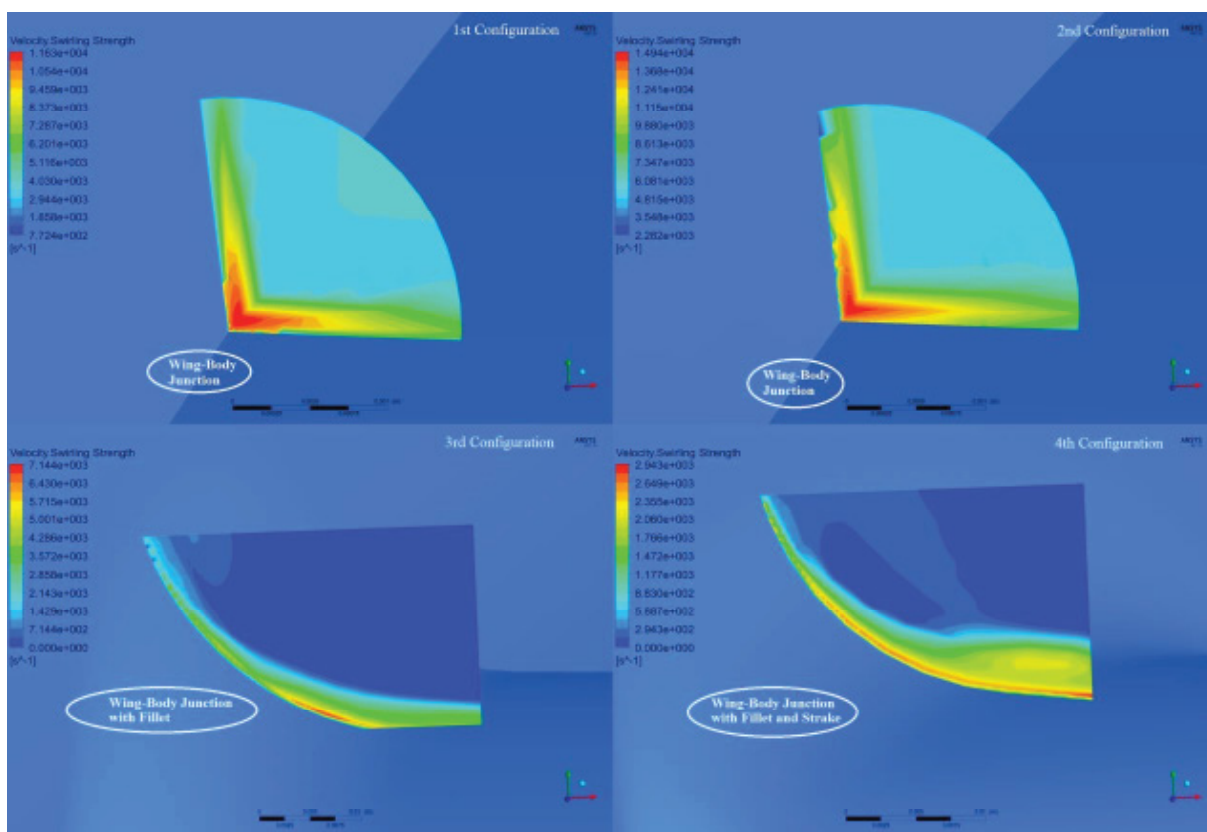 1st Configuration
Velocity.Swirling Strength
1.163e+004
1.054e+004
9.459e+003
8.373e+003
7.287e+003
6.201e+003
5.116e+003
4.030e+003
2.944e+003
1.858e+003
7.724e+002
[s^-1]
Wing-Body
Junction
2nd Configuration
Velocity.Swirling Strength
1.494e+004
1.368e+004
1.241e+004
1.115e+004
9.880e+003
8.613e+003
7.347e+003
6.081e+003
4.815e+003
3.548e+003
2.282e+003
[s^-1]
Wing-Body
Junction
3rd Configuration
Velocity.Swirling Strength
7.144e+003
6.430e+003
5.715e+003
5.001e+003
4.286e+003
3.572e+003
2.858e+003
2.143e+003
1.429e+003
7.144e+002
0.000e+000
[s^-1]
Wing-Body Junction
with Fillet
4th Configuration
Velocity.Swirling Strength
2.943e+003
2.649e+003
2.355e+003
2.060e+003
1.766e+003
1.472e+003
1.177e+003
8.830e+002
5.887e+002
2.943e+002
0.000e+000
[s^-1]
Wing-Body Junction
with Fillet and Strake